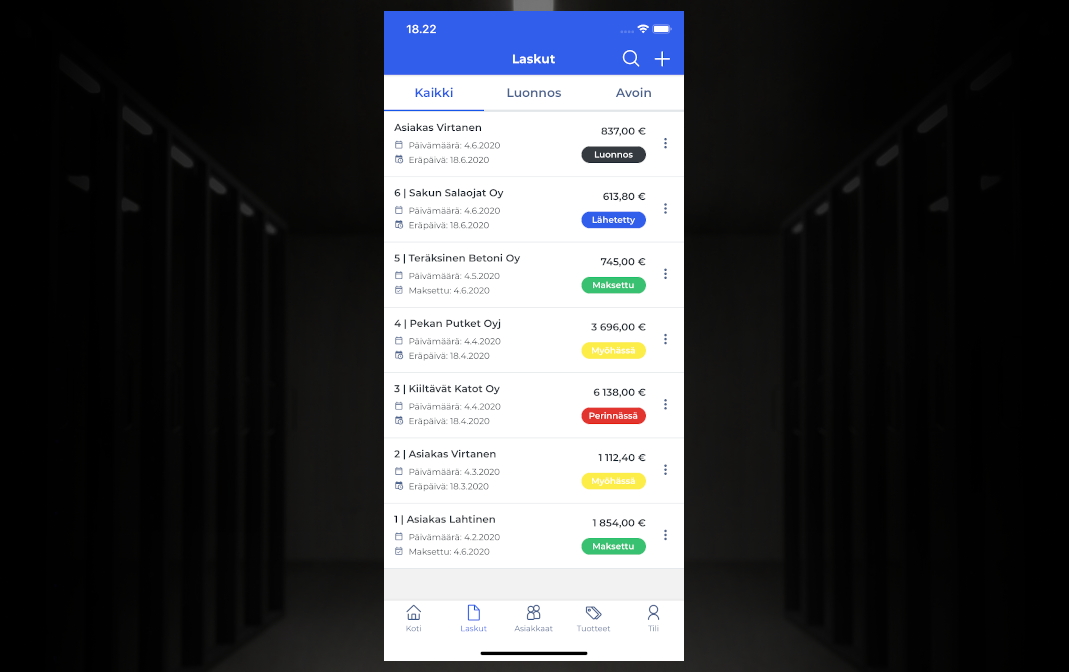 18.22
Laskut
Kaikki Luonnos Avoin
Asiakas Virtanen
837,00 €
Päivämäärä: 4.6.2020
Luonnos
Eräpäivä: 18.6.2020
6 | Sakun Salaojat Oy
613,80 €
Päivämäärä: 4.6.2020
Lähetetty
Eräpäivä: 18.6.2020
5 | Teräksinen Betoni Oy
745,00 €
Päivämäärä: 4.5.2020
Maksettu
Maksettu: 4.6.2020
4 | Pekan Putket Oyj
3 696,00 €
Päivämäärä: 4.4.2020
Myöhässä
Eräpäivä: 18.4.2020
3 | Kiiltävät Katot Oy
6 138,00 €
Päivämäärä: 4.4.2020
Perinnässä
Eräpäivä: 18.4.2020
2 | Asiakas Virtanen
1 112,40 €
Päivämäärä: 4.3.2020
Myöhässä
Eräpäivä: 18.3.2020
1 | Asiakas Lahtinen
1 854,00 €
Päivämäärä: 4.2.2020
Maksettu
Maksettu: 4.6.2020
Koti Laskut Asiakkaat Tuotteet Tili